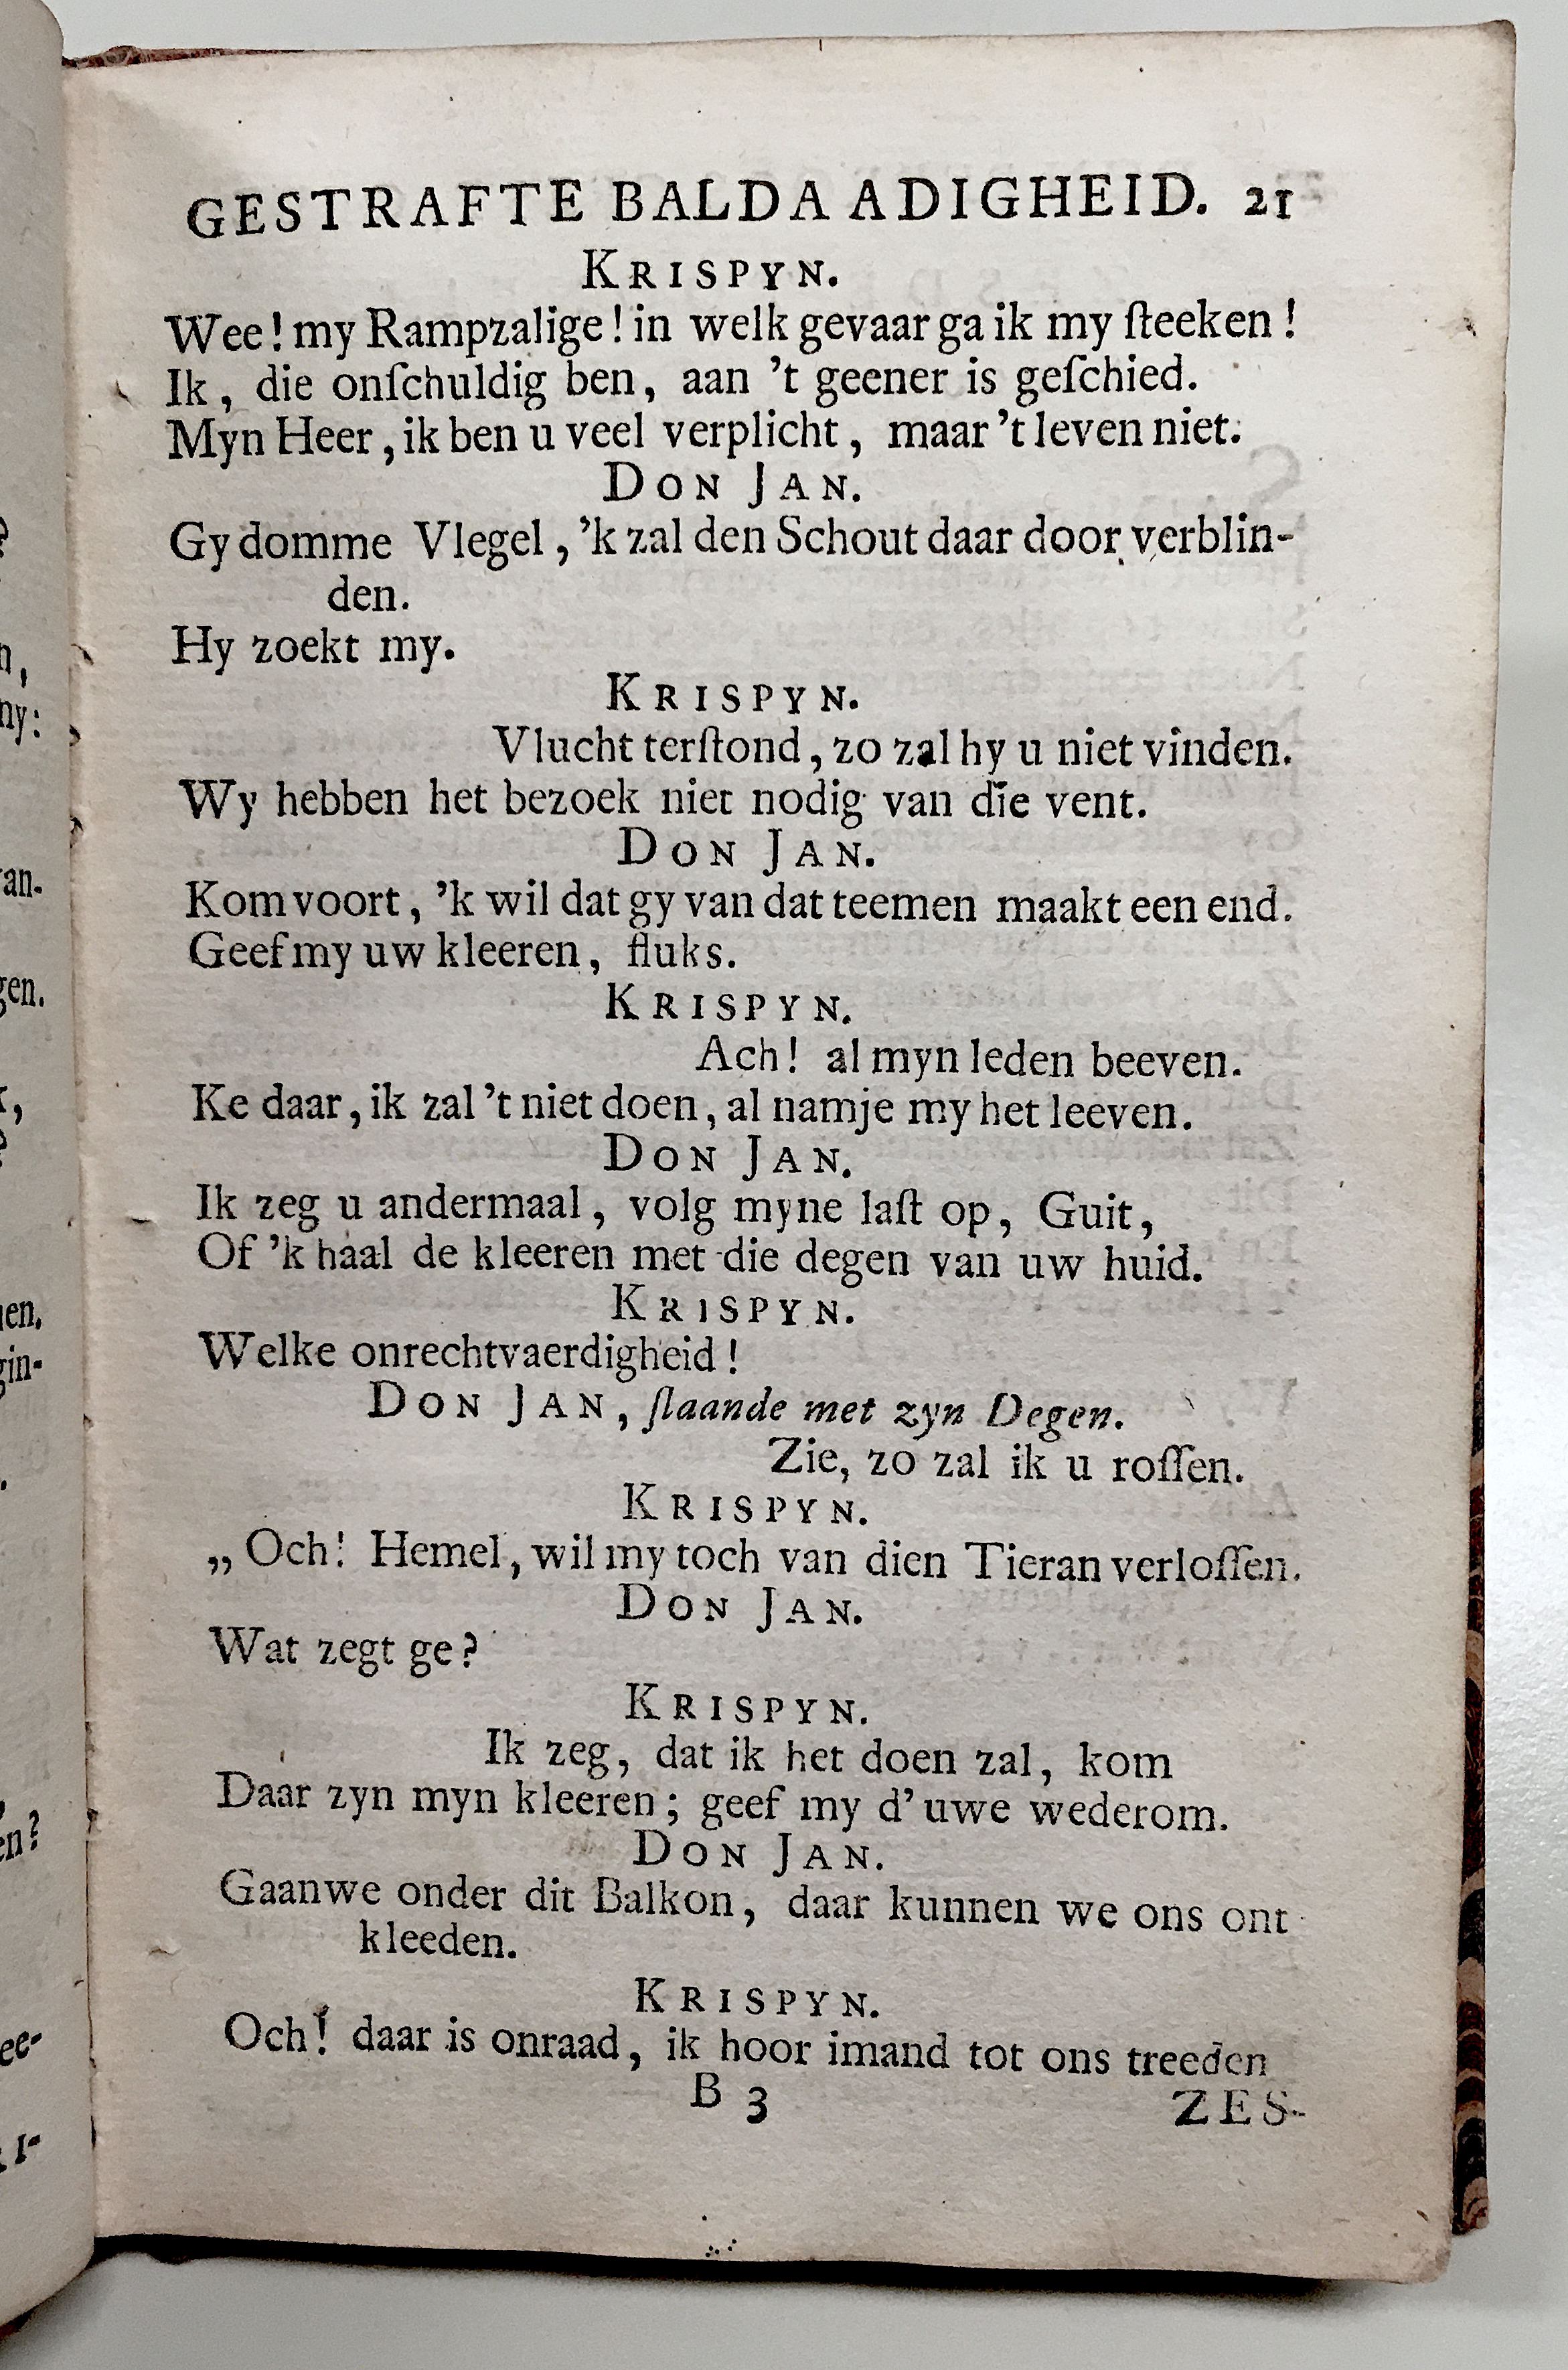 GESTRAFTE BALDAADIGHEID. 21
KRISPYN.
Wee! my Rampzalige! in welk gevaar ga ik my ſteeken!
Ik, die onſchuldig ben, aan 't geener is geſchied.
Myn Heer, ik ben u veel verplicht, maar 't leven niet.
DON JAN.
Gy domme Vlegel, 'k zal den Schout daar door verblin-
den.
Hy zoekt my.
KRISPYN.
Vlucht terſtond, zo zal hy u niet vinden.
Wy hebben het bezoek niet nodig van die vent.
DON JAN.
Kom voort, 'k wil dat gy van dat teemen maakt een end.
Geef my uw kleeren, fluks.
KRISPYN.
Ach! al myn leden beeven.
Ke daar, ik zal 't niet doen, al namje my het leeven.
DON JAN.
Ik zeg u andermaal, volg myne laſt op, Guit,
Of 'k haal de kleeren met die degen van uw huid.
KRISPYN.
Welke onrechtvaerdigheid!
DON JAN, ſlaande met zyn Degen.
Zie, zo zal ik u roſſen.
KRISPYN.
„Och! Hemel, wil my toch van dien Tieran verloſſen.
DON JAN.
Wat zegt ge?
KRISPYN.
Ik zeg, dat ik het doen zal, kom
Daar zyn myn kleeren; geef my d'uwe wederom.
DON JAN.
Gaanwe onder dit Balkon, daar kunnen we ons ont
kleeden.
KRISPYN.
Och! daar is onraad, ik hoor imand tot ons treeden
B 3
ZES-
?
n,
ny:
an-
gen.
,
?
en,
gin-
.
en?
ee-
1-